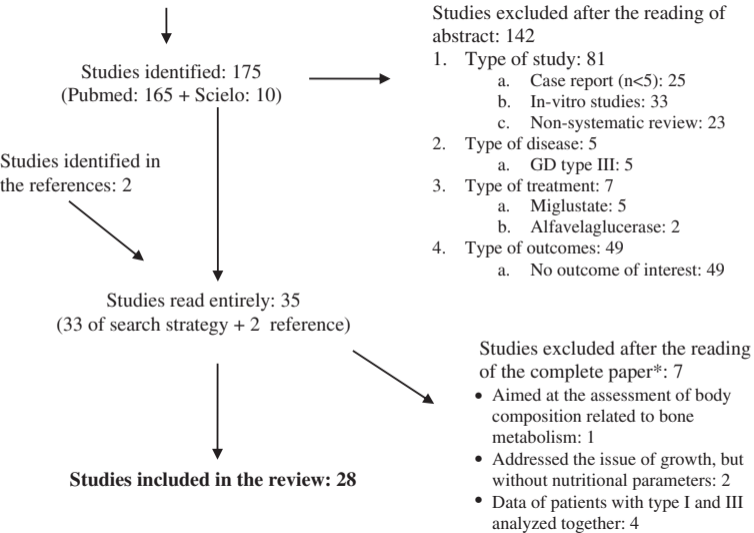 Studies identified: 175
(Pubmed: 165 + Scielo: 10)
Studies excluded after the reading of
abstract: 142
1. Type of study: 81
a. Case report (n<5): 25
b. In-vitro studies: 33
c. Non-systematic review: 23
2. Type of disease: 5
a. GD type III: 5
3. Type of treatment: 7
a. Miglustate: 5
b. Alfavelaglucerase: 2
4. Type of outcomes: 49
a. No outcome of interest: 49
Studies identified in
the references: 2
Studies read entirely: 35
(33 of search strategy + 2 reference)
Studies excluded after the reading
of the complete paper*: 7
• Aimed at the assessment of body
composition related to bone
metabolism: 1
• Addressed the issue of growth, but
without nutritional parameters: 2
• Data of patients with type I and III
analyzed together: 4
Studies included in the review: 28